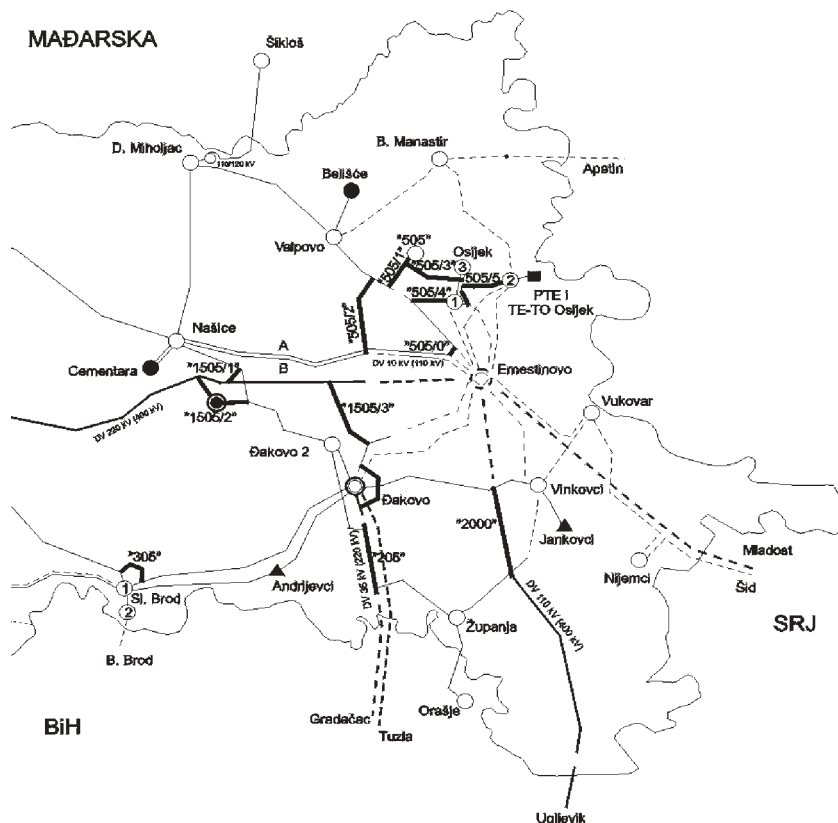 MAĐARSKA
Šikloš
D. Miholjac
110/120 kV
B. Manastir
Apatin
Belišće
Valpovo
"505"
Osijek
"505/1"
"505/3"
3
"505/5
2
"505/4"
1
PTE I
TE-TO Osijek
"505/2"
Našice
A
"505/0"
B
DV 10 kV (110 kV)
Cementara
"1505/1"
Ernestinovo
"1505/2"
"1505/3"
DV 220 kV (400 kV)
Vukovar
Đakovo 2
Đakovo
Vinkovci
"2000"
Jankovci
"305"
"205"
DV 35 kV (220 kV)
Mladost
Nijemci
Šid
1
Sl. Brod
Andrijevci
2
DV 110 kV (400 kV)
Županja
SRJ
B. Brod
Orašje
Gradačac
BiH
Tuzla
Ugljevik